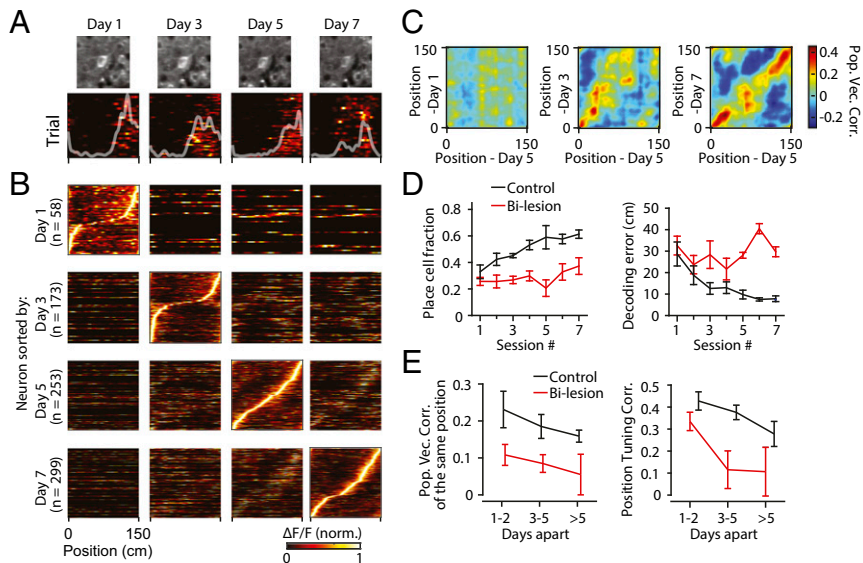 A
Day 1 Day 3 Day 5 Day 7
Trial
B
Neuron sorted by:
Day 1
(n = 58)
Day 3
(n = 173)
Day 5
(n = 253)
Day 7
(n = 299)
0 150
Position (cm)
ΔF/F (norm.)
0 1
C
150 150 150
Position
-Day 1
Position
-Day 3
Position
-Day 7
0 0 0
0 150 0 150 0 150
Position - Day 5 Position - Day 5 Position - Day 5
0.4
0.2
0
-0.2
Pop. Vec. Corr.
D
Control
Bi-lesion
Place cell fraction
0.8
0.6
0.4
0.2
0
1 3 5 7
Session #
Decoding error (cm)
50
40
30
20
10
0
1 3 5 7
Session #
E
Control
Bi-lesion
Pop. Vec. Corr.
of the same position
0.3
0.2
0.1
0
1-2 3-5 >5
Days apart
Position Tuning Corr.
0.5
0.4
0.3
0.2
0.1
0
1-2 3-5 >5
Days apart